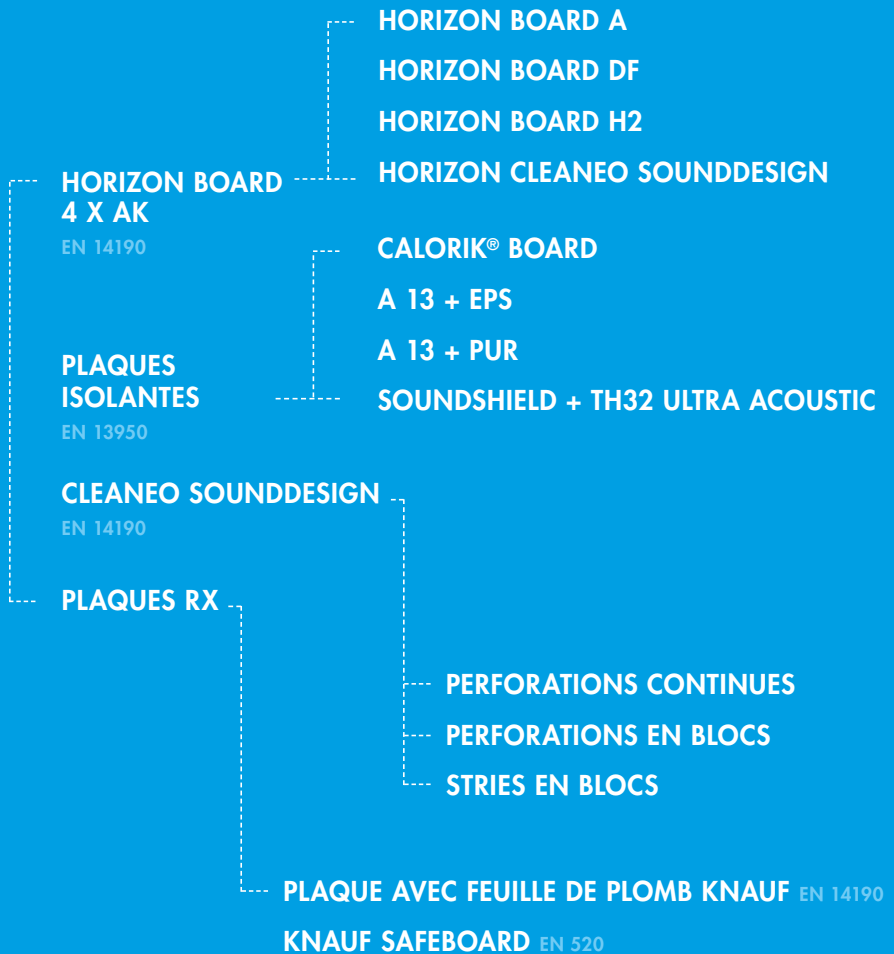 HORIZON BOARD 4 X AK
EN 14190
HORIZON BOARD A
HORIZON BOARD DF
HORIZON BOARD H2
HORIZON CLEANEO SOUNDDESIGN
PLAQUES
ISOLANTES
EN 13950
CALORIK® BOARD
A 13 + EPS
A 13 + PUR
SOUNDSHIELD + TH32 ULTRA ACOUSTIC
CLEANEO SOUNDDESIGN
EN 14190
PERFORATIONS CONTINUES
PERFORATIONS EN BLOCS
STRIES EN BLOCS
PLAQUES RX
PLAQUE AVEC FEUILLE DE PLOMB KNAUF EN 14190
KNAUF SAFEBOARD EN 520